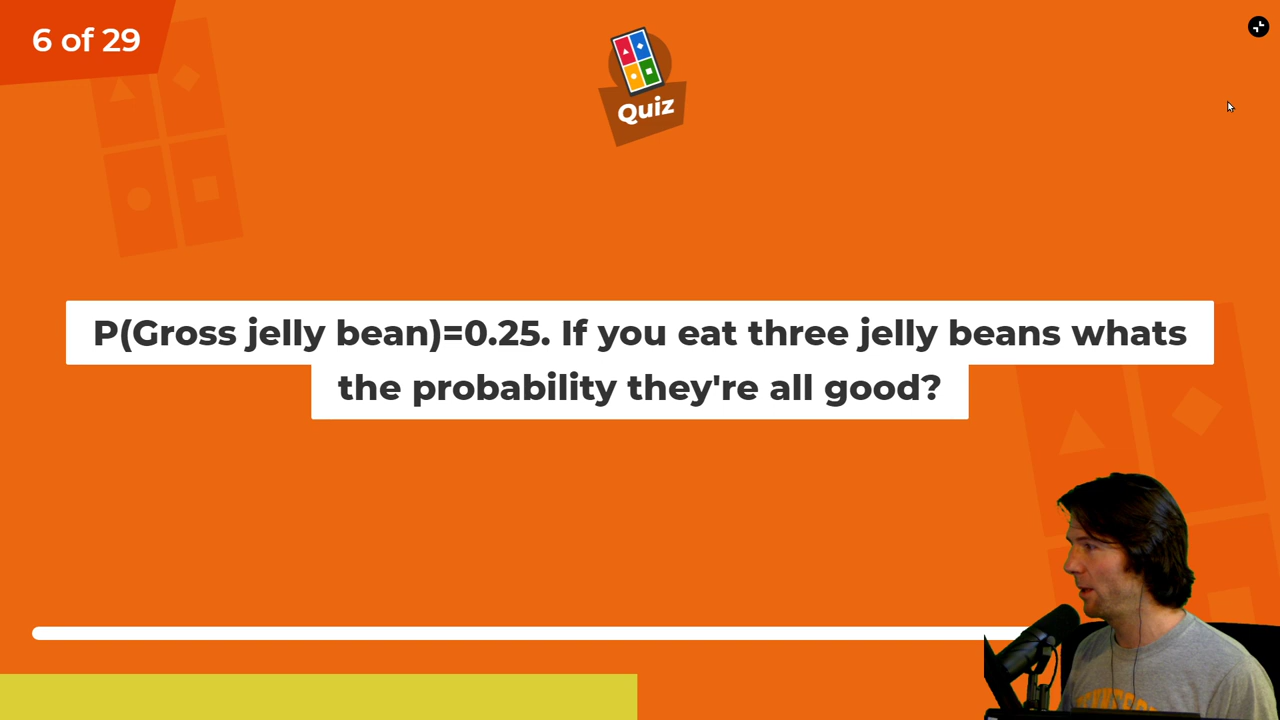 6 of 29
Quiz
P(Gross jelly bean)=0.25. If you eat three jelly beans whats
the probability they're all good?